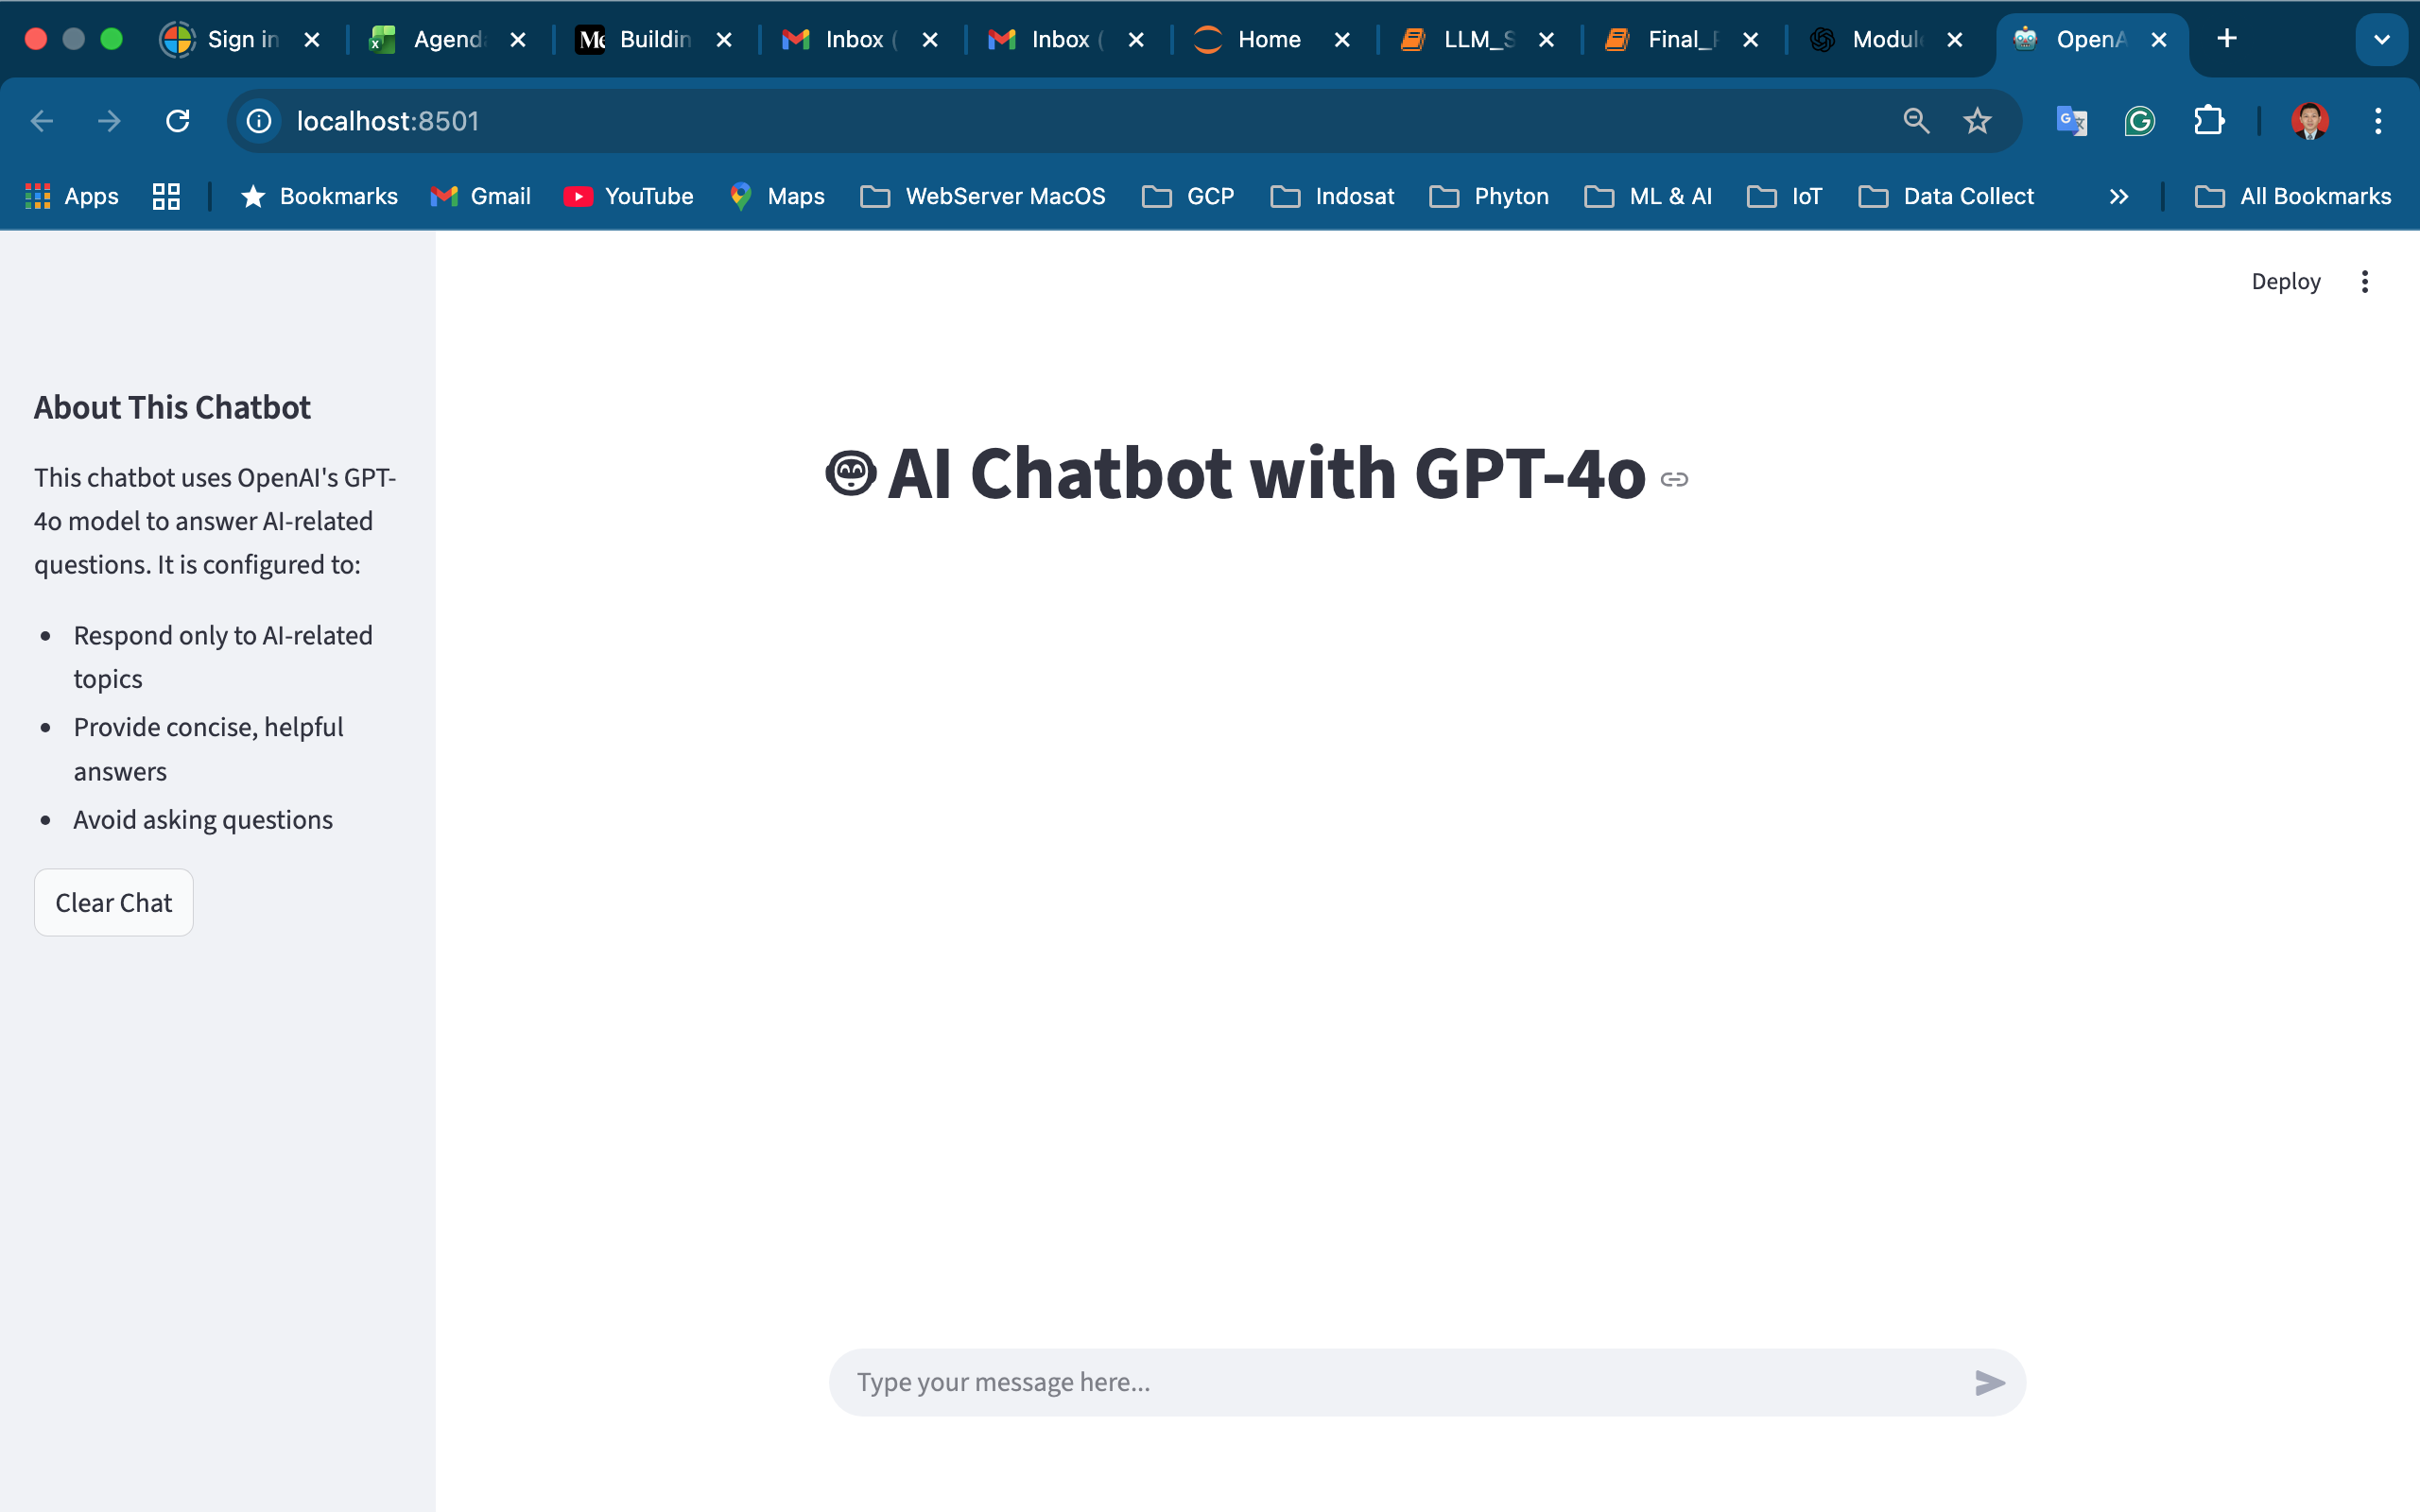 Sign in
Agend
Me Buildin
Inbox (
Inbox (
Home
LLM_S
Final_
Modul
OpenA
localhost:8501
Apps
Bookmarks
Gmail
YouTube
Maps
WebServer MacOS
GCP
Indosat
Phyton
ML & AI
IoT
Data Collect
All Bookmarks
Deploy
About This Chatbot
This chatbot uses OpenAI's GPT-
4o model to answer AI-related
questions. It is configured to:
Respond only to AI-related
topics
Provide concise, helpful
answers
Avoid asking questions
Clear Chat
AI Chatbot with GPT-4o
Type your message here...